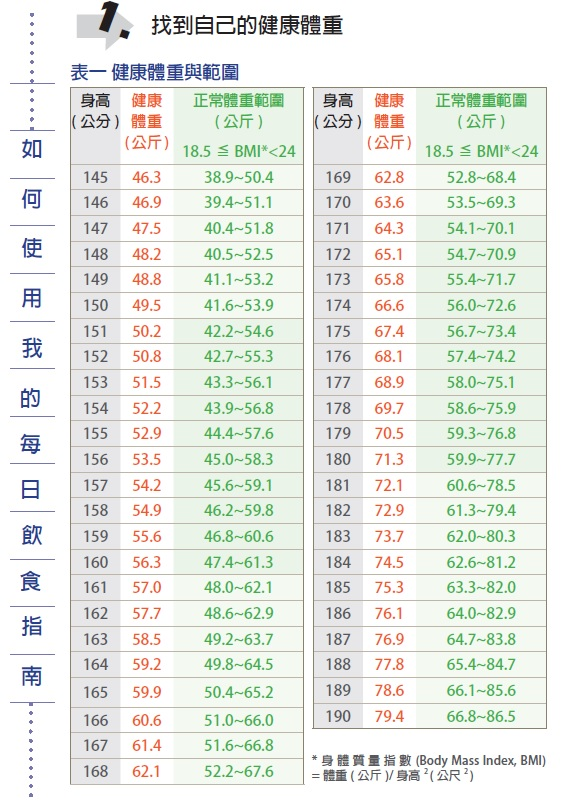 1. 找到自己的健康體重
表一 健康體重與範圍
身高(公分) 健康體重(公斤) 正常體重範圍(公斤) 18.5 ≦ BMI*<24
145 46.3 38.9~50.4
146 46.9 39.4~51.1
147 47.5 40.4~51.8
148 48.2 40.5~52.5
149 48.8 41.1~53.2
150 49.5 41.6~53.9
151 50.2 42.2~54.6
152 50.8 42.7~55.3
153 51.5 43.3~56.1
154 52.2 43.9~56.8
155 52.9 44.4~57.6
156 53.5 45.0~58.3
157 54.2 45.6~59.1
158 54.9 46.2~59.8
159 55.6 46.8~60.6
160 56.3 47.4~61.3
161 57.0 48.0~62.1
162 57.7 48.6~62.9
163 58.5 49.2~63.7
164 59.2 49.8~64.5
165 59.9 50.4~65.2
166 60.6 51.0~66.0
167 61.4 51.6~66.8
168 62.1 52.2~67.6
身高(公分) 健康體重(公斤) 正常體重範圍(公斤) 18.5 ≦ BMI*<24
169 62.8 52.8~68.4
170 63.6 53.5~69.3
171 64.3 54.1~70.1
172 65.1 54.7~70.9
173 65.8 55.4~71.7
174 66.6 56.0~72.6
175 67.4 56.7~73.4
176 68.1 57.4~74.2
177 68.9 58.0~75.1
178 69.7 58.6~75.9
179 70.5 59.3~76.8
180 71.3 59.9~77.7
181 72.1 60.6~78.5
182 72.9 61.3~79.4
183 73.7 62.0~80.3
184 74.5 62.6~81.2
185 75.3 63.3~82.0
186 76.1 64.0~82.9
187 76.9 64.7~83.8
188 77.8 65.4~84.7
189 78.6 66.1~85.6
190 79.4 66.8~86.5
* 身體質量指數 (Body Mass Index, BMI)
= 體重 ( 公斤 )/ 身高² ( 公尺² )
如何使用我的每日飲食指南